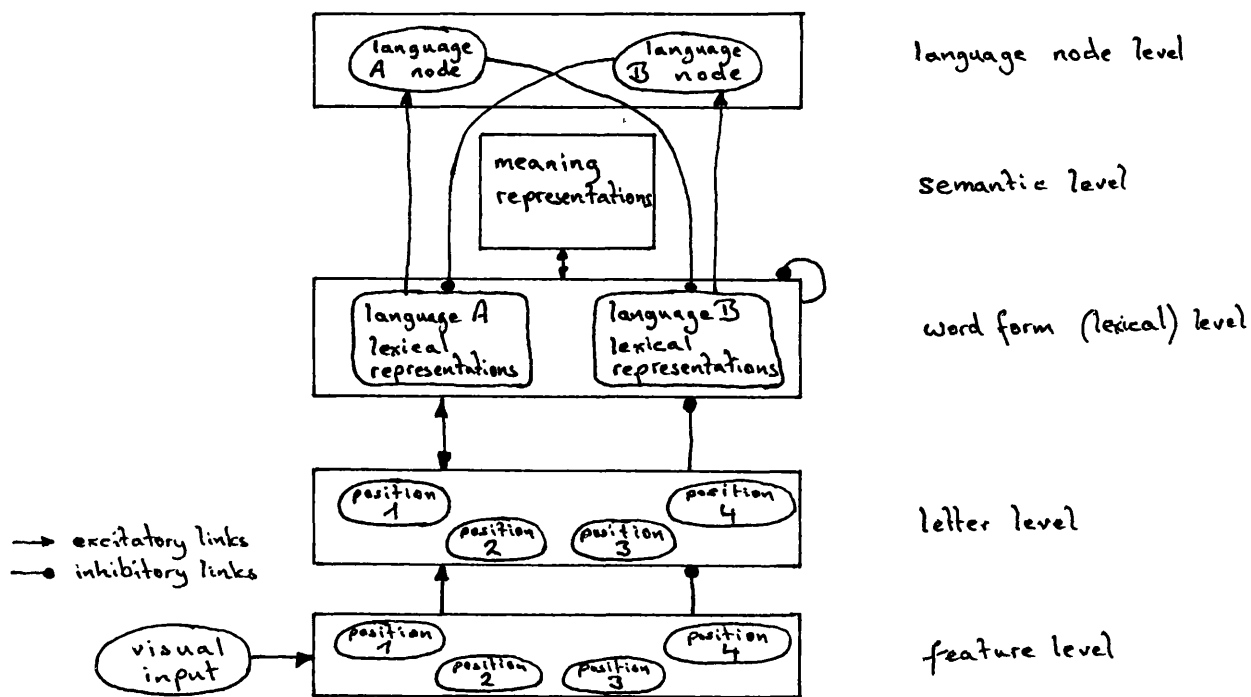 language
A node
language
B node
language node level
meaning
representations
semantic level
language A
lexical
representations
language B
lexical
representations
word form (lexical) level
position
1
position
2
position
3
position
4
letter level
excitatory links
inhibitory links
visual
input
position
1
position
2
position
3
position
4
feature level